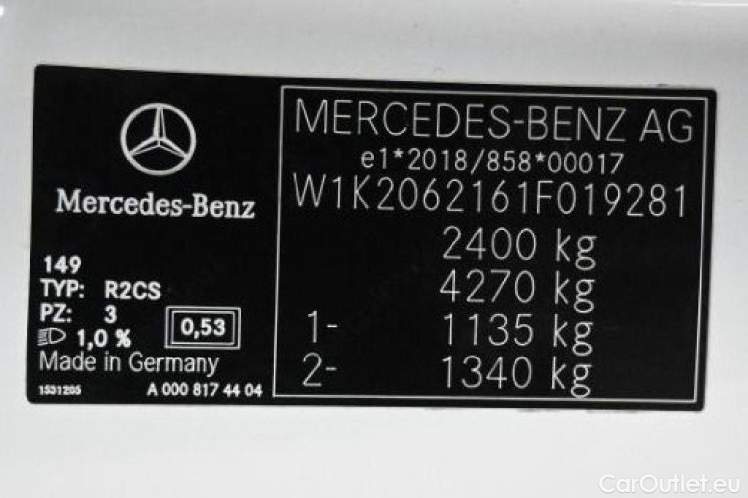 Mercedes-Benz
149
TYP: R2CS
PZ: 3
1,0 %
0,53
Made in Germany
1531205
A 000 817 44 04
MERCEDES-BENZ AG
e1*2018/858*00017
W1K2062161F019281
2400 kg
4270 kg
1- 1135 kg
2- 1340 kg
CarOutlet.eu